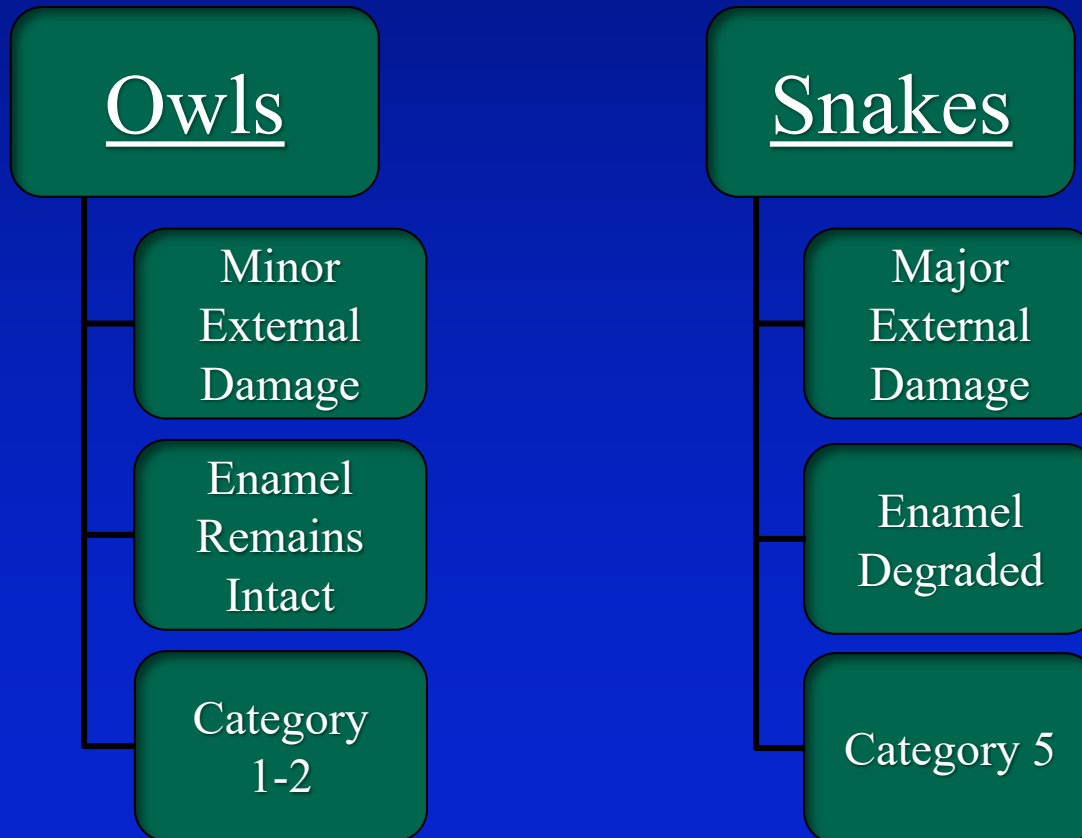 Owls
Minor
External
Damage
Enamel
Remains
Intact
Category
1-2
Snakes
Major
External
Damage
Enamel
Degraded
Category 5